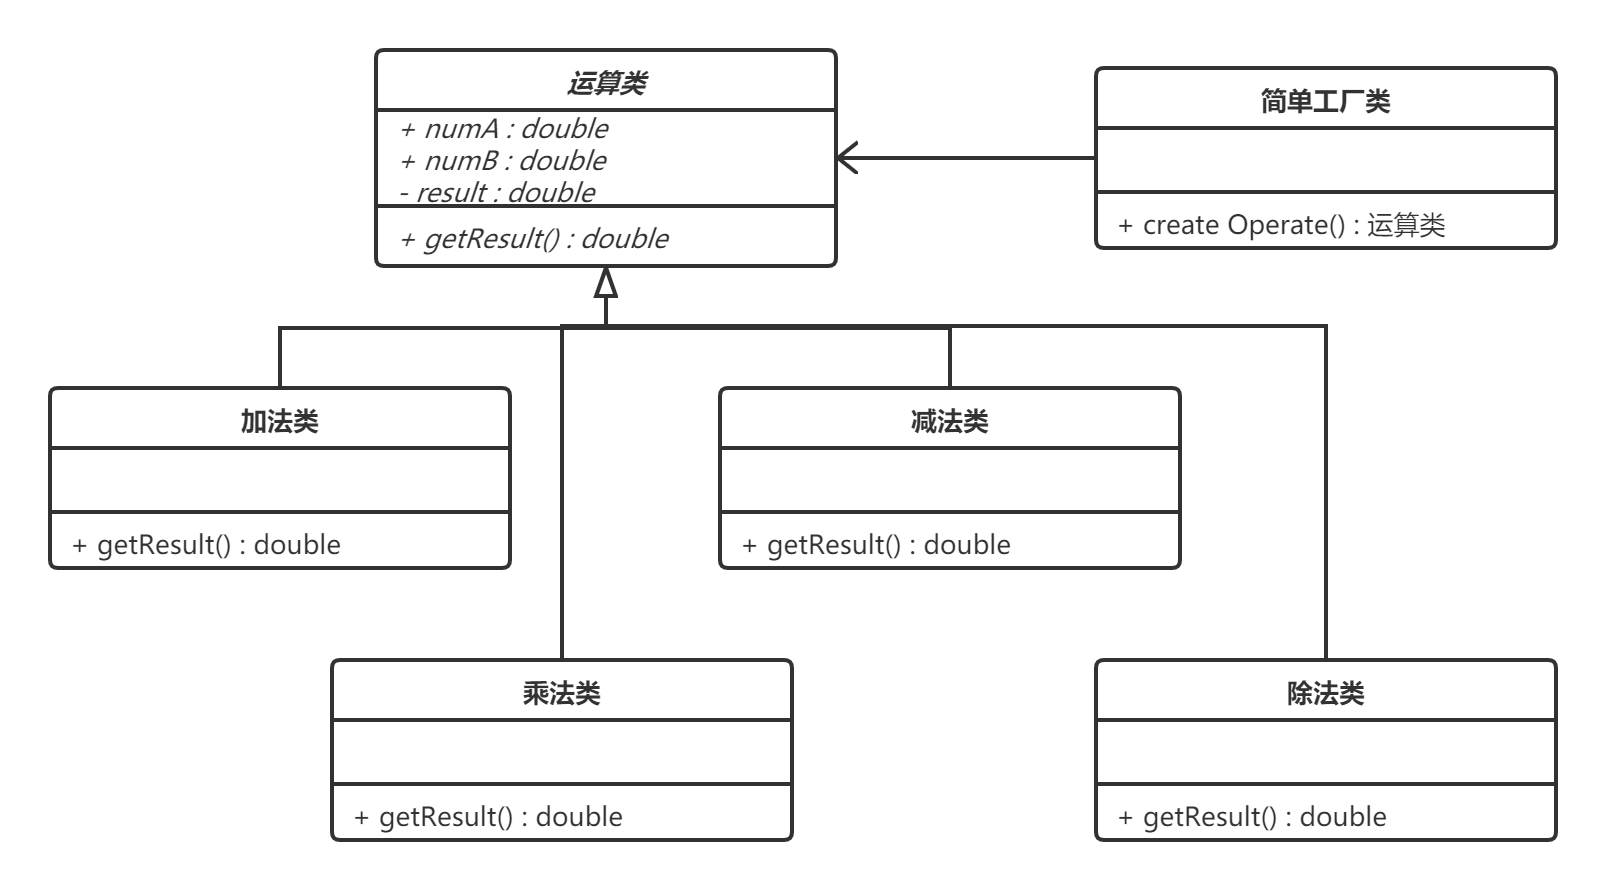 运算类
+ numA : double
+ numB : double
- result : double
+ getResult() : double
简单工厂类
+ create Operate() : 运算类
加法类
+ getResult() : double
减法类
+ getResult() : double
乘法类
+ getResult() : double
除法类
+ getResult() : double